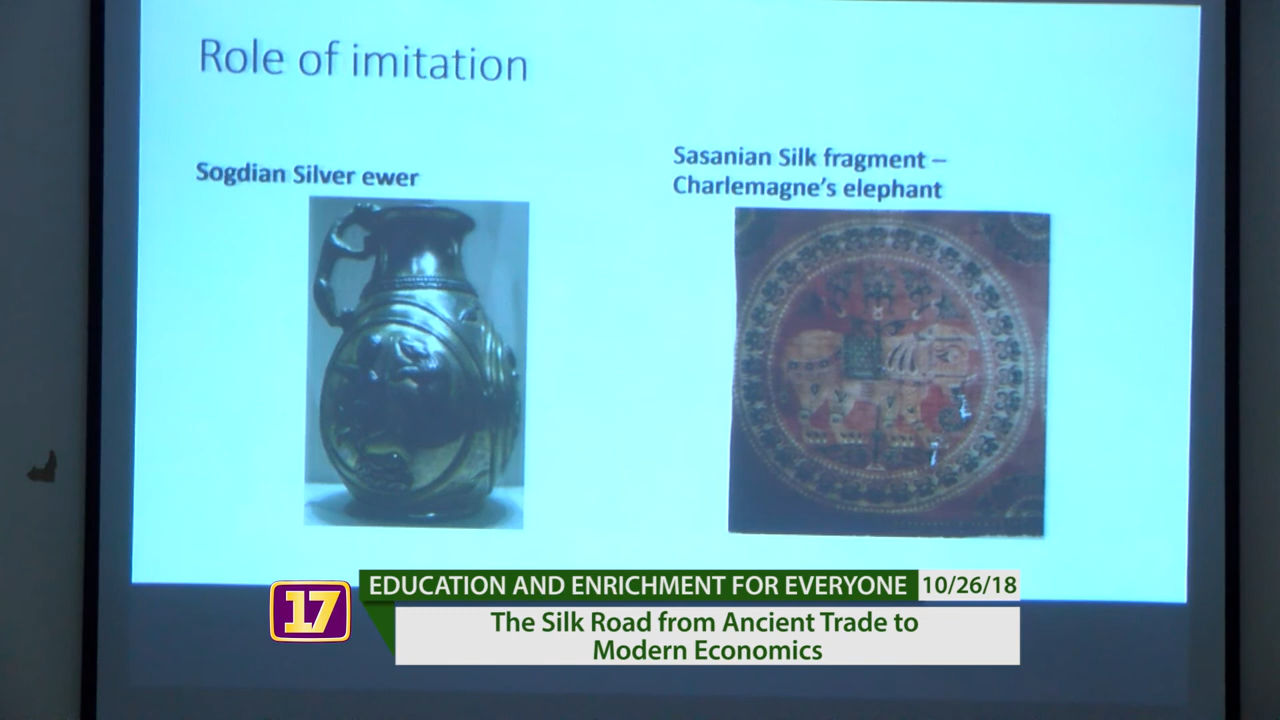 Role of imitation
Sogdian Silver ewer
Sasanian Silk fragment –
Charlemagne's elephant
17
EDUCATION AND ENRICHMENT FOR EVERYONE
10/26/18
The Silk Road from Ancient Trade to
Modern Economics